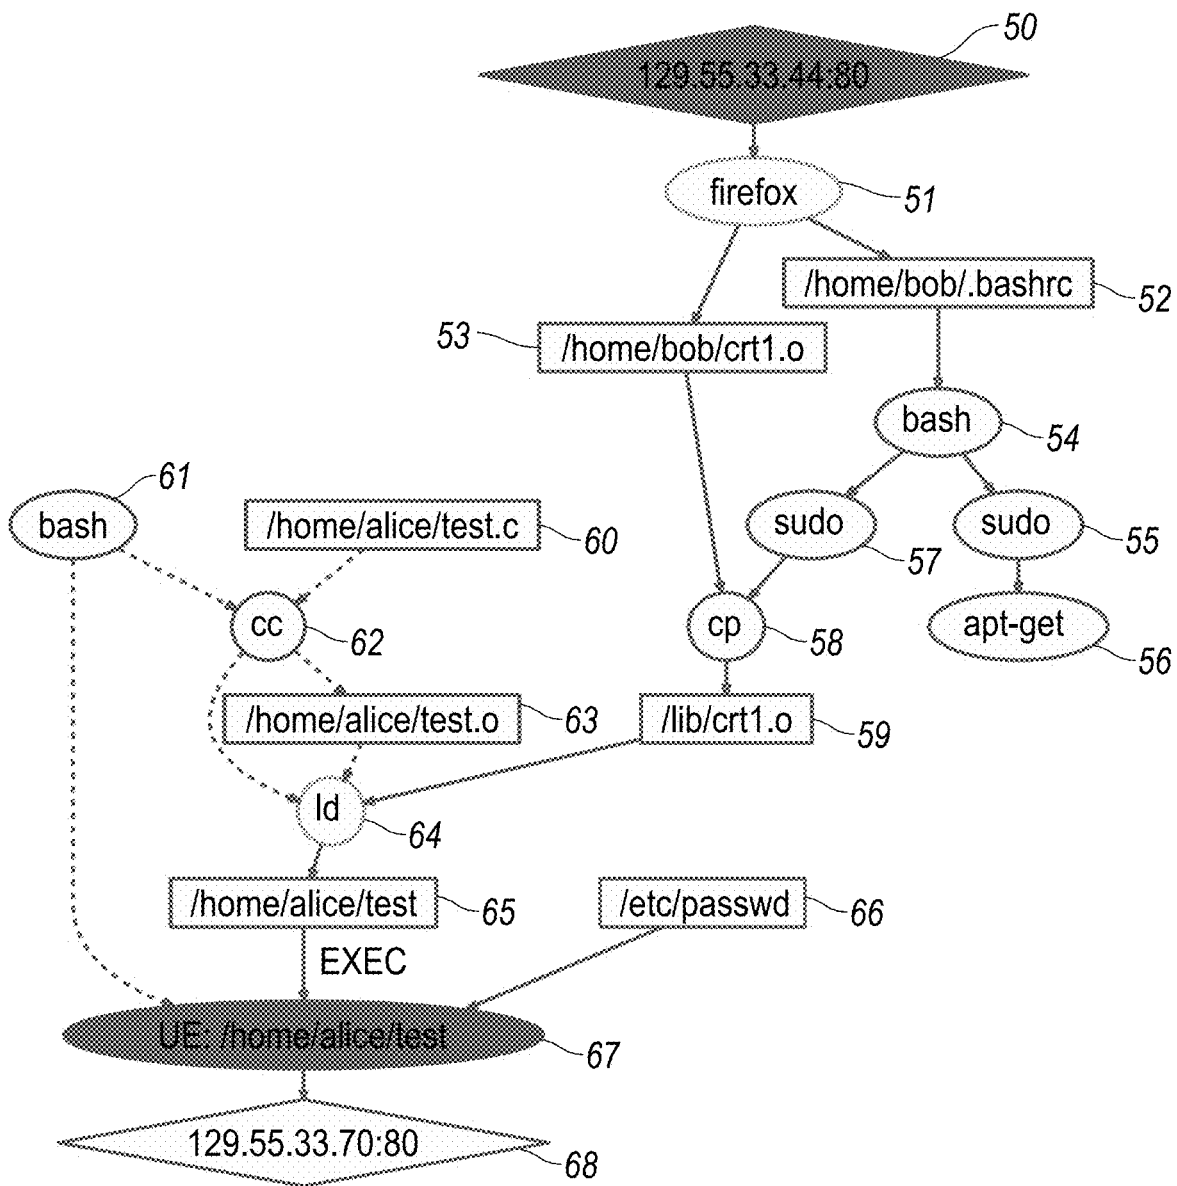 50
129.55.33.44:80
firefox
51
/home/bob/.bashrc
52
53
/home/bob/crt1.o
bash
54
61
bash
/home/alice/test.c
60
sudo
57
sudo
55
cc
62
cp
58
apt-get
56
/home/alice/test.o
63
/lib/crt1.o
59
ld
64
/home/alice/test
65
/etc/passwd
66
EXEC
UE: /home/alice/test
67
129.55.33.70:80
68